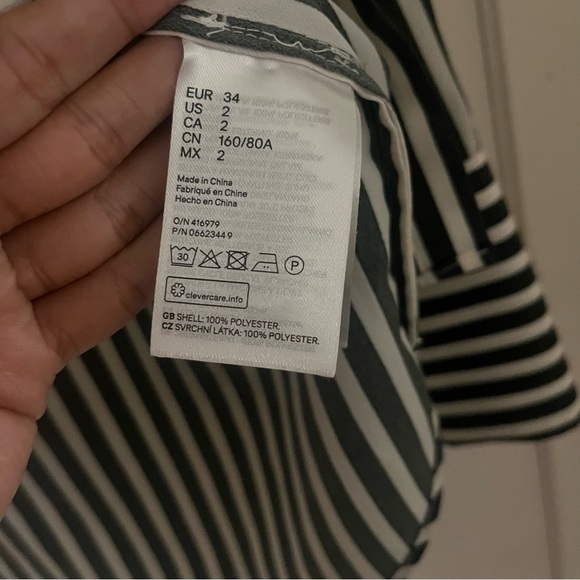 EUR 34
US 2
CA 2
CN 160/80A
MX 2
Made in China
Fabriqué en Chine
Hecho en China
O/N 416979
P/N 0662344 9
30
P
clevercare.info
GB SHELL: 100% POLYESTER.
CZ SVRCHNÍ LÁTKA: 100% POLYESTER.